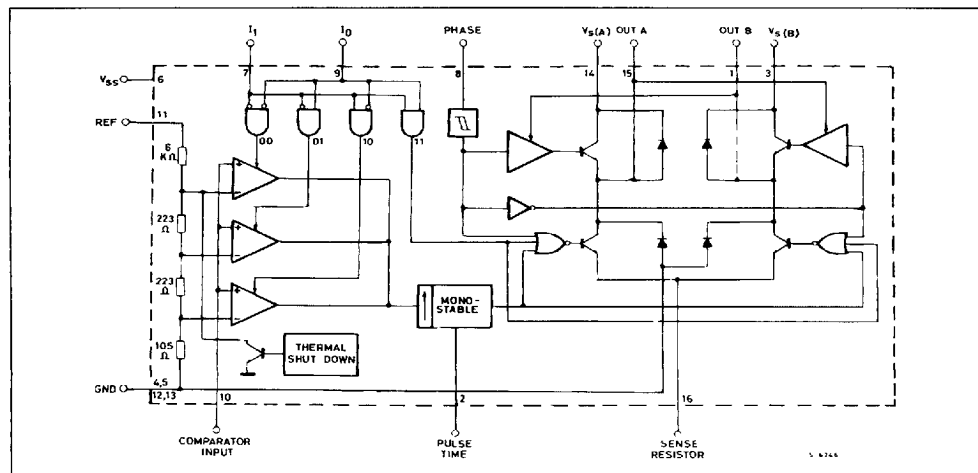 I1 I0 PHASE Vs(A) OUT A OUT B Vs(B)
7 9 8 14 15 1 3
Vss 6
REF 11
6 KΩ
00 01 10 11
+
−
223 Ω
+
−
223 Ω
+
−
MONO-
STABLE
105 Ω
THERMAL
SHUT DOWN
GND 4,5
12,13
10 2 16
COMPARATOR
INPUT
PULSE
TIME
SENSE
RESISTOR